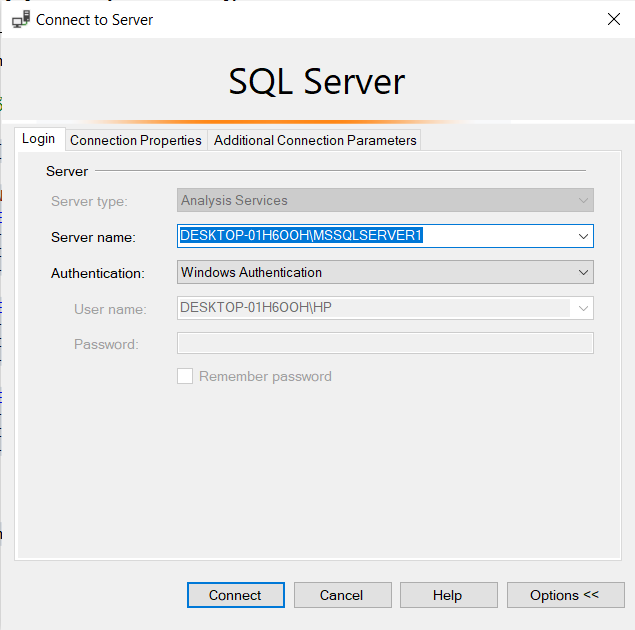 Connect to Server
SQL Server
Login Connection Properties Additional Connection Parameters
Server
Server type: Analysis Services
Server name: DESKTOP-01H6OOH\MSSQLSERVER1
Authentication: Windows Authentication
User name: DESKTOP-01H6OOH\HP
Password:
Remember password
Connect Cancel Help Options <<